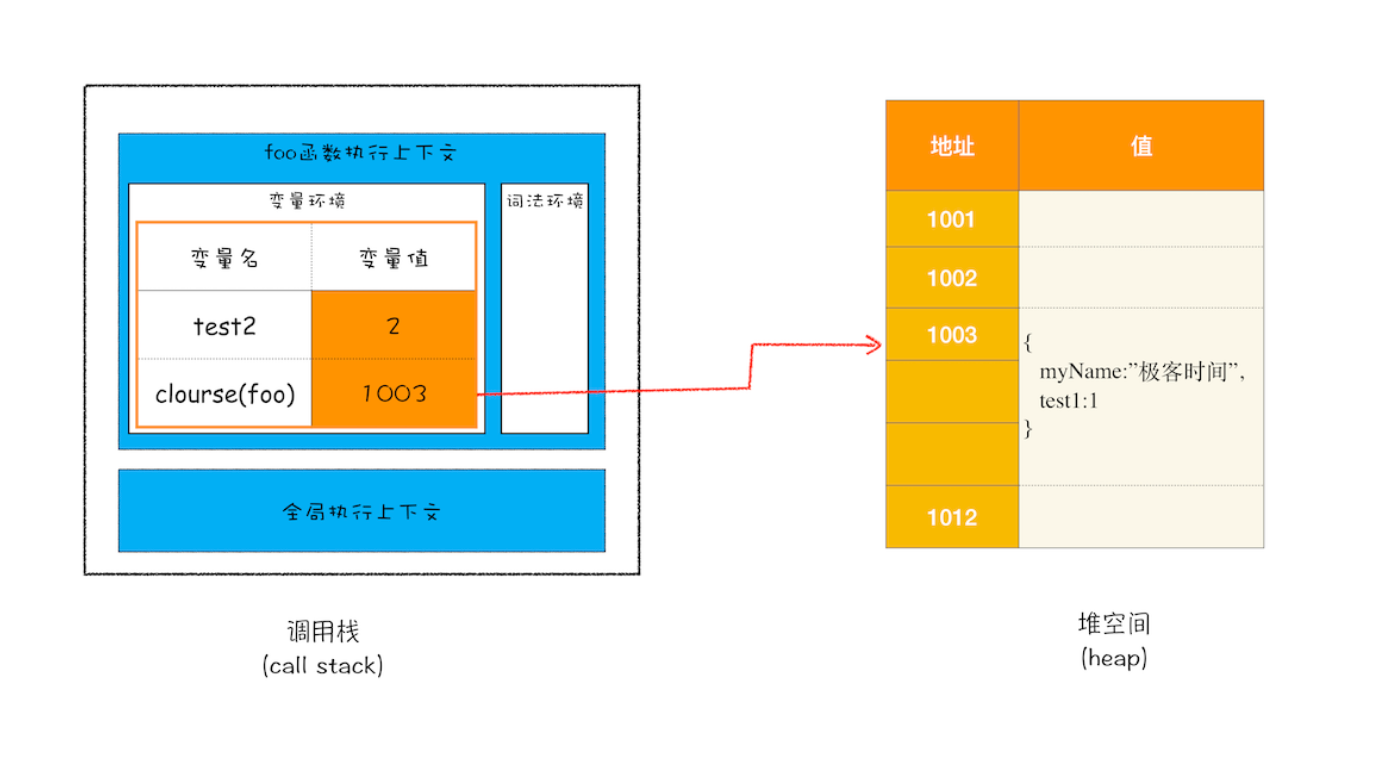 foo函数执行上下文
变量环境
词法环境
变量名
变量值
test2
2
clourse(foo)
1003
全局执行上下文
调用栈
(call stack)
地址
值
1001
1002
1003
{
myName:”极客时间”,
test1:1
}
1012
堆空间
(heap)